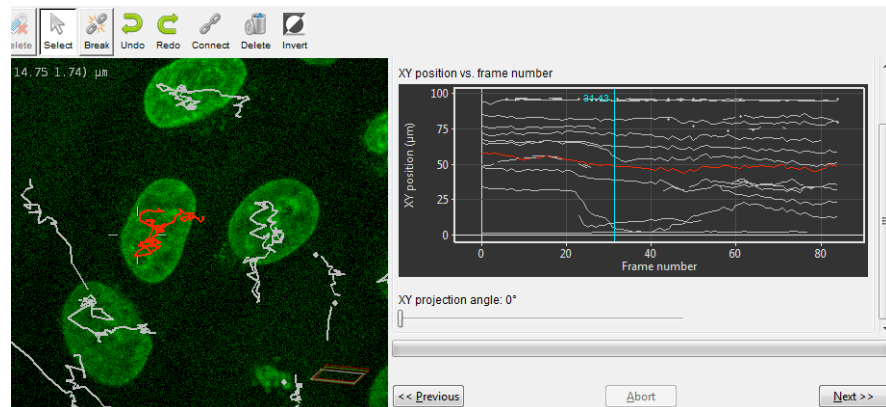 elete Select Break Undo Redo Connect Delete Invert
14.75 1.74) µm
XY position vs. frame number
100
75
50
25
0
XY position (µm)
31.43
0 20 40 60 80
Frame number
XY projection angle: 0°
<< Previous Abort Next >>